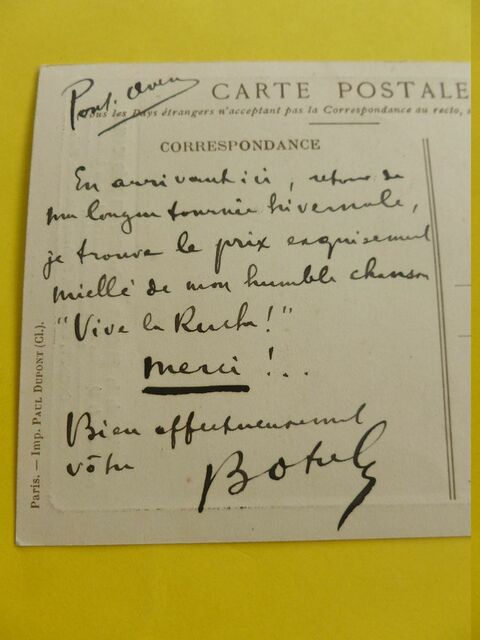 Pont. Aven
CARTE POSTALE
Tous les Pays étrangers n'acceptant pas la Correspondance au recto, s
CORRESPONDANCE
En arrivant ici, retour de
ma longue tournée hivernale,
je trouve le prix exquisement
miellé de mon humble chanson
"Vive la Ruche!"
Merci!..
Bien affectueusement
vôtre
Botrel
Paris. — Imp. PAUL DUPONT (Cl.).